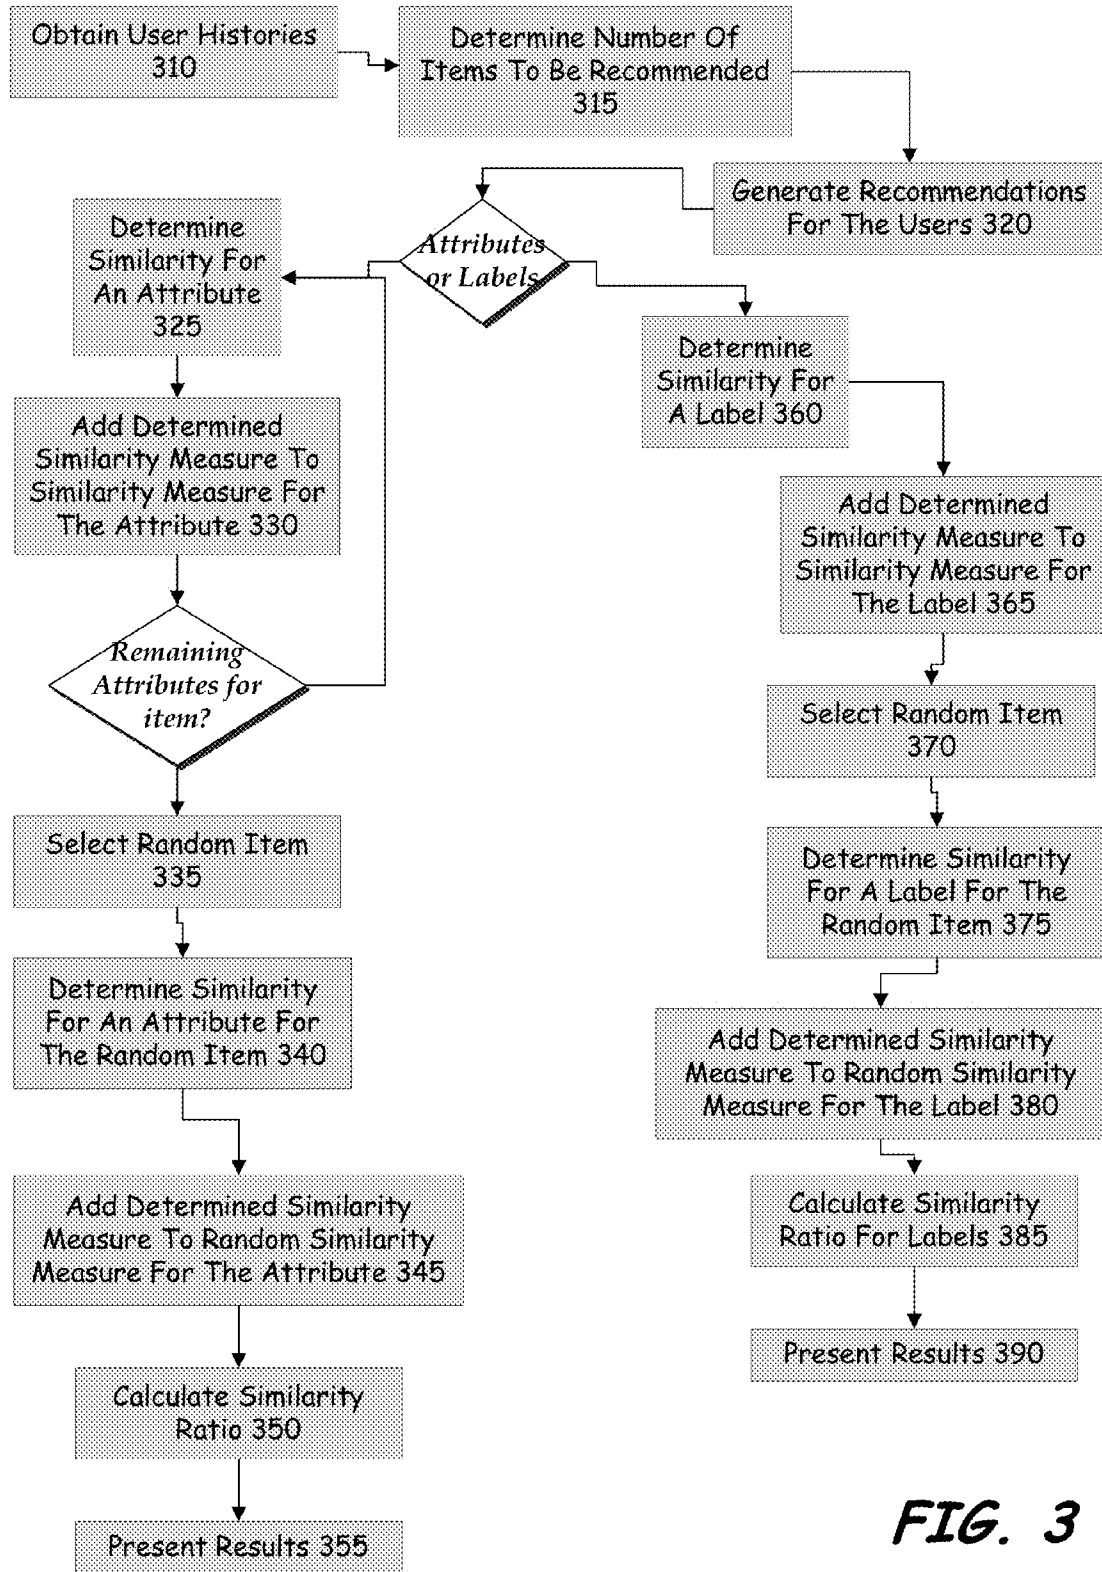 Obtain User Histories
310
Determine Number Of
Items To Be Recommended
315
Generate Recommendations
For The Users 320
Attributes
or Labels
Determine
Similarity For
An Attribute
325
Add Determined
Similarity Measure To
Similarity Measure For
The Attribute 330
Remaining
Attributes for
item?
Select Random Item
335
Determine Similarity
For An Attribute For
The Random Item 340
Add Determined Similarity
Measure To Random Similarity
Measure For The Attribute 345
Calculate Similarity
Ratio 350
Present Results 355
Determine
Similarity For
A Label 360
Add Determined
Similarity Measure To
Similarity Measure For
The Label 365
Select Random Item
370
Determine Similarity
For A Label For The
Random Item 375
Add Determined Similarity
Measure To Random Similarity
Measure For The Label 380
Calculate Similarity
Ratio For Labels 385
Present Results 390
FIG. 3